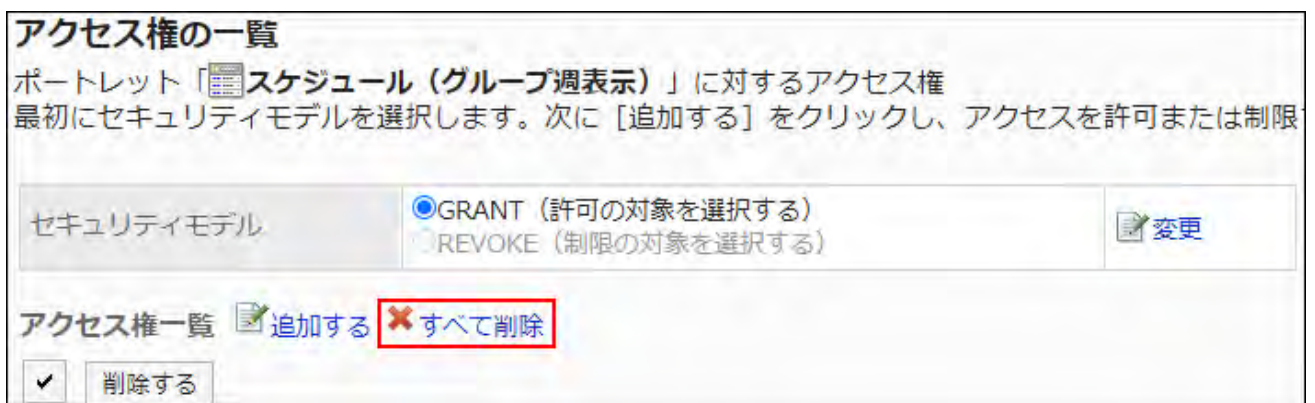 アクセス権の一覧
ポートレット「スケジュール（グループ週表示）」に対するアクセス権
最初にセキュリティモデルを選択します。次に［追加する］をクリックし、アクセスを許可または制限
セキュリティモデル
GRANT（許可の対象を選択する）
REVOKE（制限の対象を選択する）
変更
アクセス権一覧 追加する すべて削除
削除する